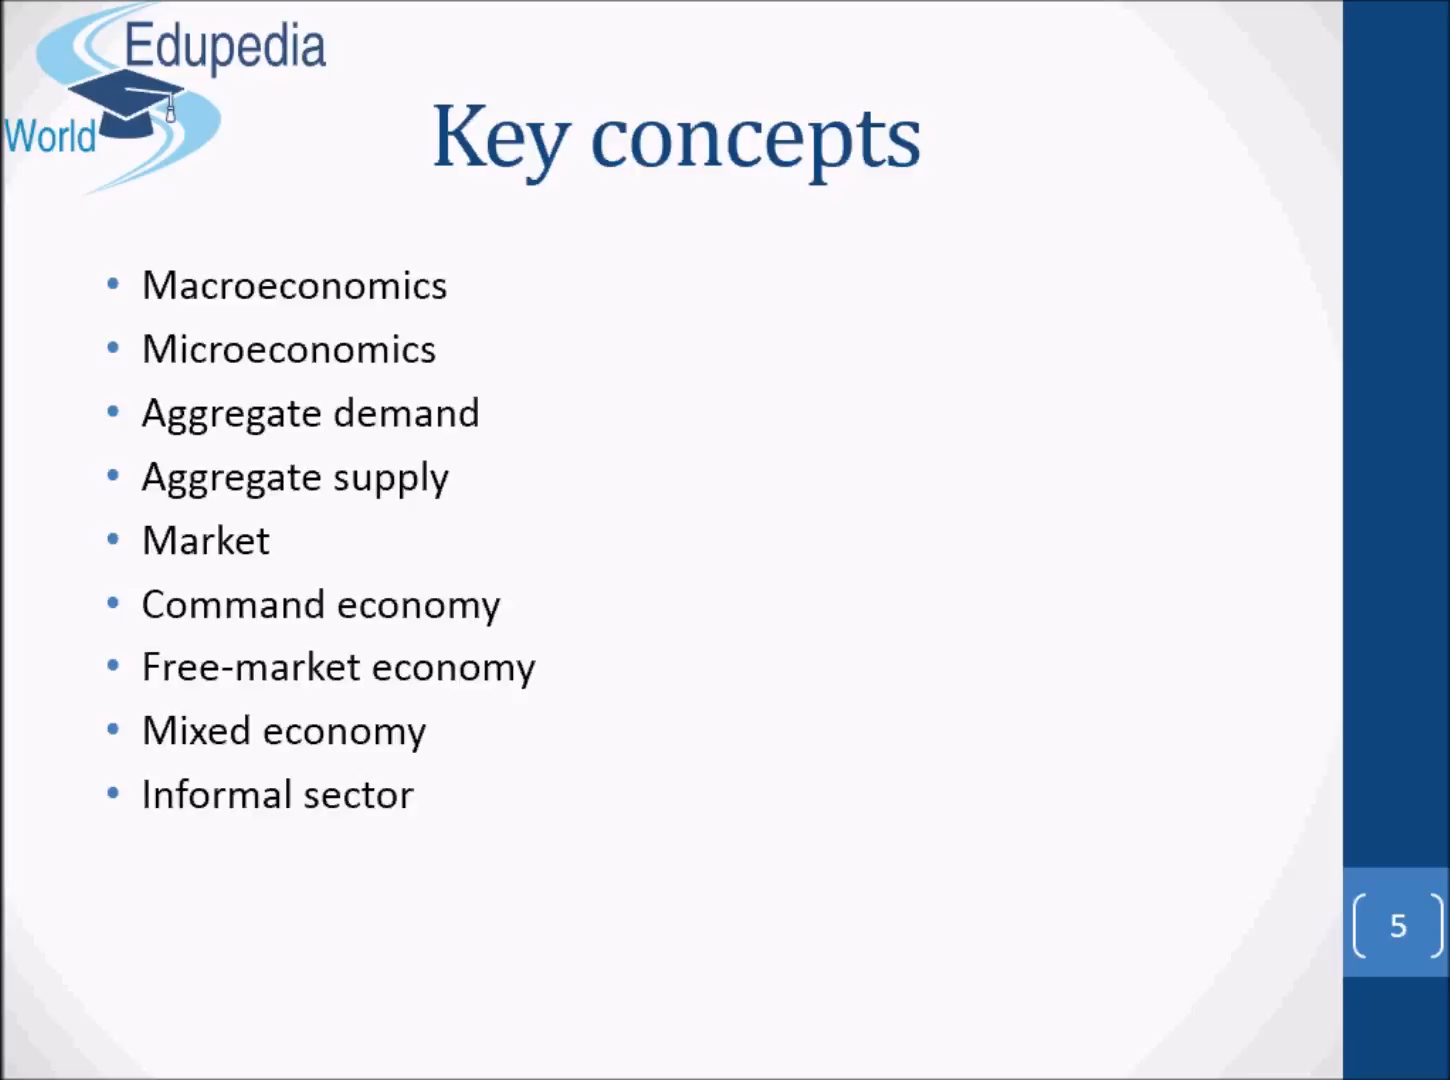 Edupedia
World
Key concepts
• Macroeconomics
• Microeconomics
• Aggregate demand
• Aggregate supply
• Market
• Command economy
• Free-market economy
• Mixed economy
• Informal sector
5